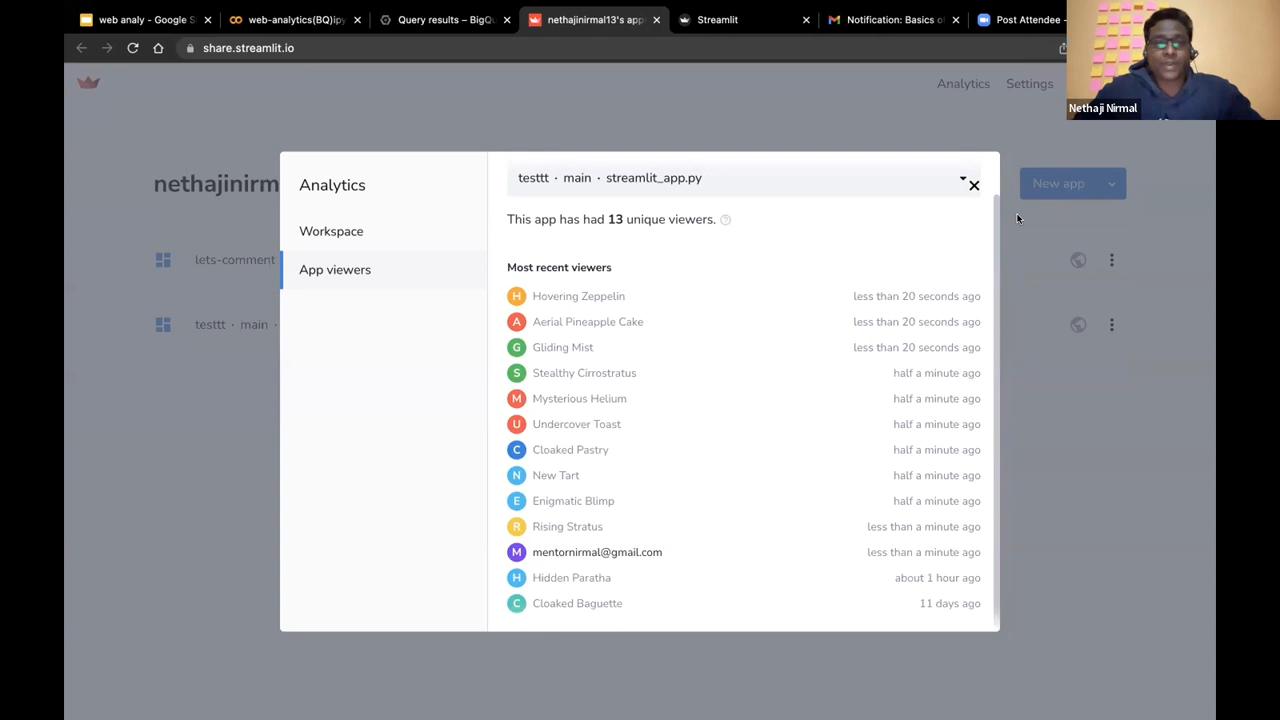 web analy - Google S
web-analytics(BQ)ipy
Query results – BigQ
nethajinirmal13's app
Streamlit
Notification: Basics o
Post Attendee -
share.streamlit.io
Analytics
Settings
Nethaji Nirmal
nethajinirm
New app
lets-comment
testtt · main ·
Analytics
Workspace
App viewers
testtt · main · streamlit_app.py
This app has had 13 unique viewers.
Most recent viewers
H Hovering Zeppelin less than 20 seconds ago
A Aerial Pineapple Cake less than 20 seconds ago
G Gliding Mist less than 20 seconds ago
S Stealthy Cirrostratus half a minute ago
M Mysterious Helium half a minute ago
U Undercover Toast half a minute ago
C Cloaked Pastry half a minute ago
N New Tart half a minute ago
E Enigmatic Blimp half a minute ago
R Rising Stratus less than a minute ago
M mentornirmal@gmail.com less than a minute ago
H Hidden Paratha about 1 hour ago
C Cloaked Baguette 11 days ago